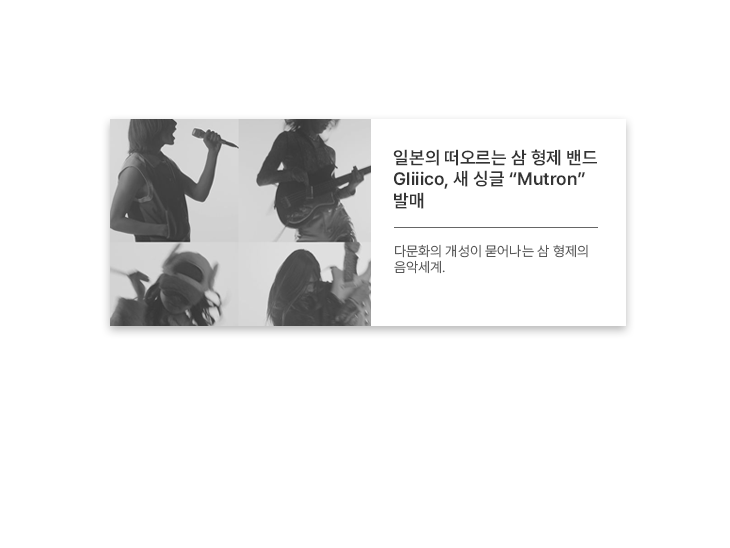 일본의 떠오르는 삼 형제 밴드
Gliiico, 새 싱글 “Mutron”
발매
다문화의 개성이 묻어나는 삼 형제의
음악세계.